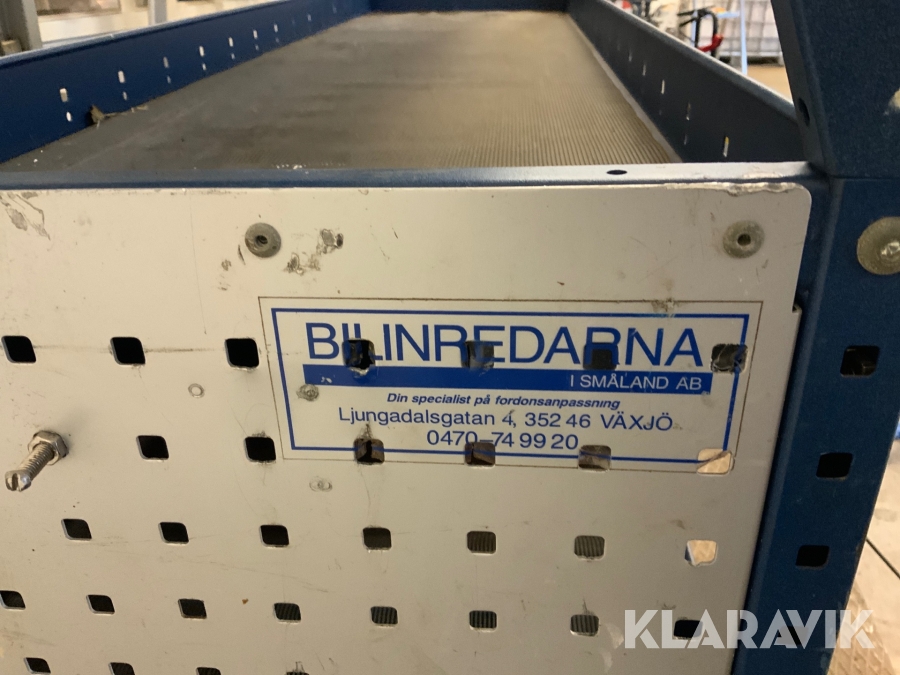 BILINREDARNA
I SMÅLAND AB
Din specialist på fordonsanpassning
Ljungadalsgatan 4, 352 46 VÄXJÖ
0470-74 99 20
KLARAVIK